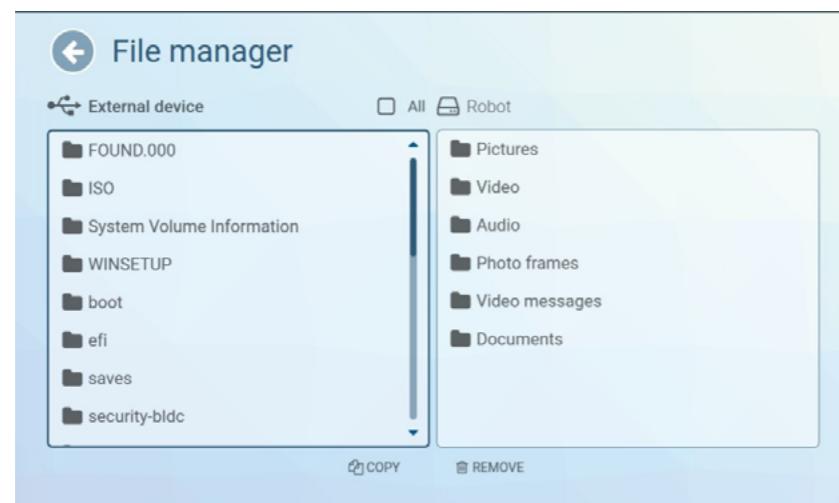 File manager
External device
All
Robot
FOUND.000
ISO
System Volume Information
WINSETUP
boot
efi
saves
security-bldc
Pictures
Video
Audio
Photo frames
Video messages
Documents
COPY
REMOVE